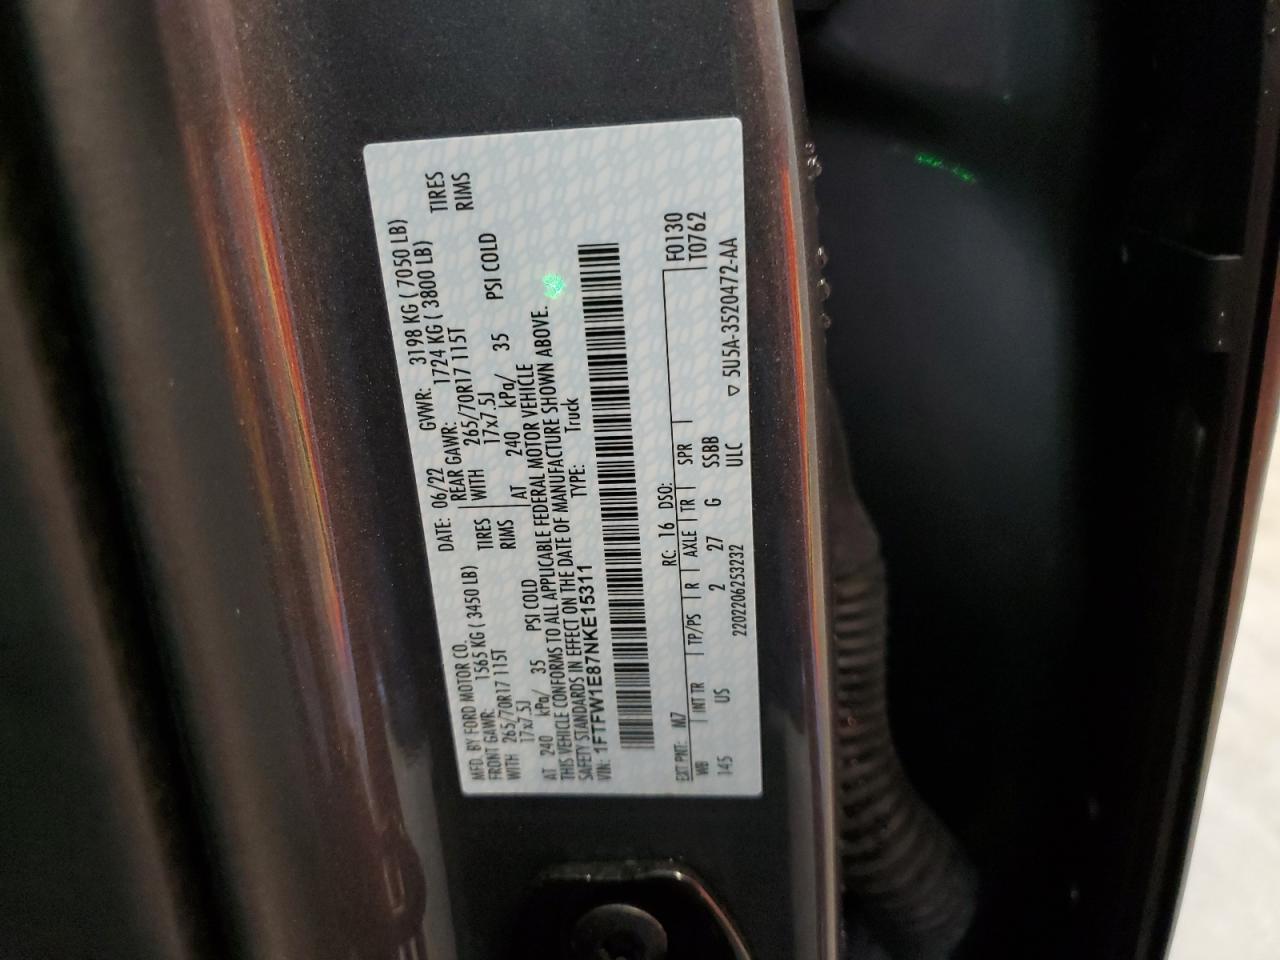 MFD. BY FORD MOTOR CO.
DATE: 06/22 GVWR: 3198 KG ( 7050 LB)
FRONT GAWR: 1565 KG ( 3450 LB) REAR GAWR: 1724 KG ( 3800 LB)
WITH 265/70R17 115T TIRES WITH 265/70R17 115T TIRES
17x7.5J RIMS 17x7.5J RIMS
AT 240 kPa/ 35 PSI COLD AT 240 kPa/ 35 PSI COLD
THIS VEHICLE CONFORMS TO ALL APPLICABLE FEDERAL MOTOR VEHICLE
SAFETY STANDARDS IN EFFECT ON THE DATE OF MANUFACTURE SHOWN ABOVE.
VIN: 1FTFW1E87NKE15311 TYPE: Truck
F0130
EXT PNT: M7 RC: 16 DSO: T0762
WB INT TR TP/PS R AXLE TR SPR
145 US 2 27 G SSBB
2202206253232 ULC ▽ 5U5A-3520472-AA